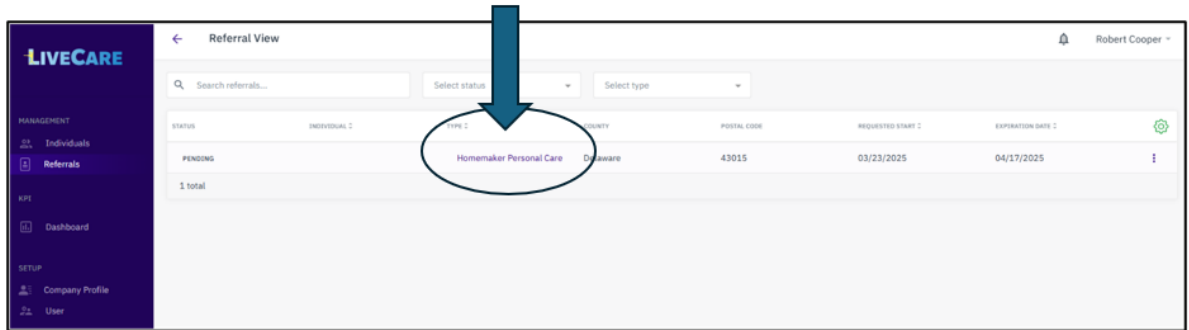 LIVECARE
Referral View
Robert Cooper
Search referrals...
Select status
Select type
MANAGEMENT
Individuals
Referrals
KPI
Dashboard
SETUP
Company Profile
User
STATUS INDIVIDUAL TYPE COUNTY POSTAL CODE REQUESTED START EXPIRATION DATE
PENDING Homemaker Personal Care Delaware 43015 03/23/2025 04/17/2025
1 total